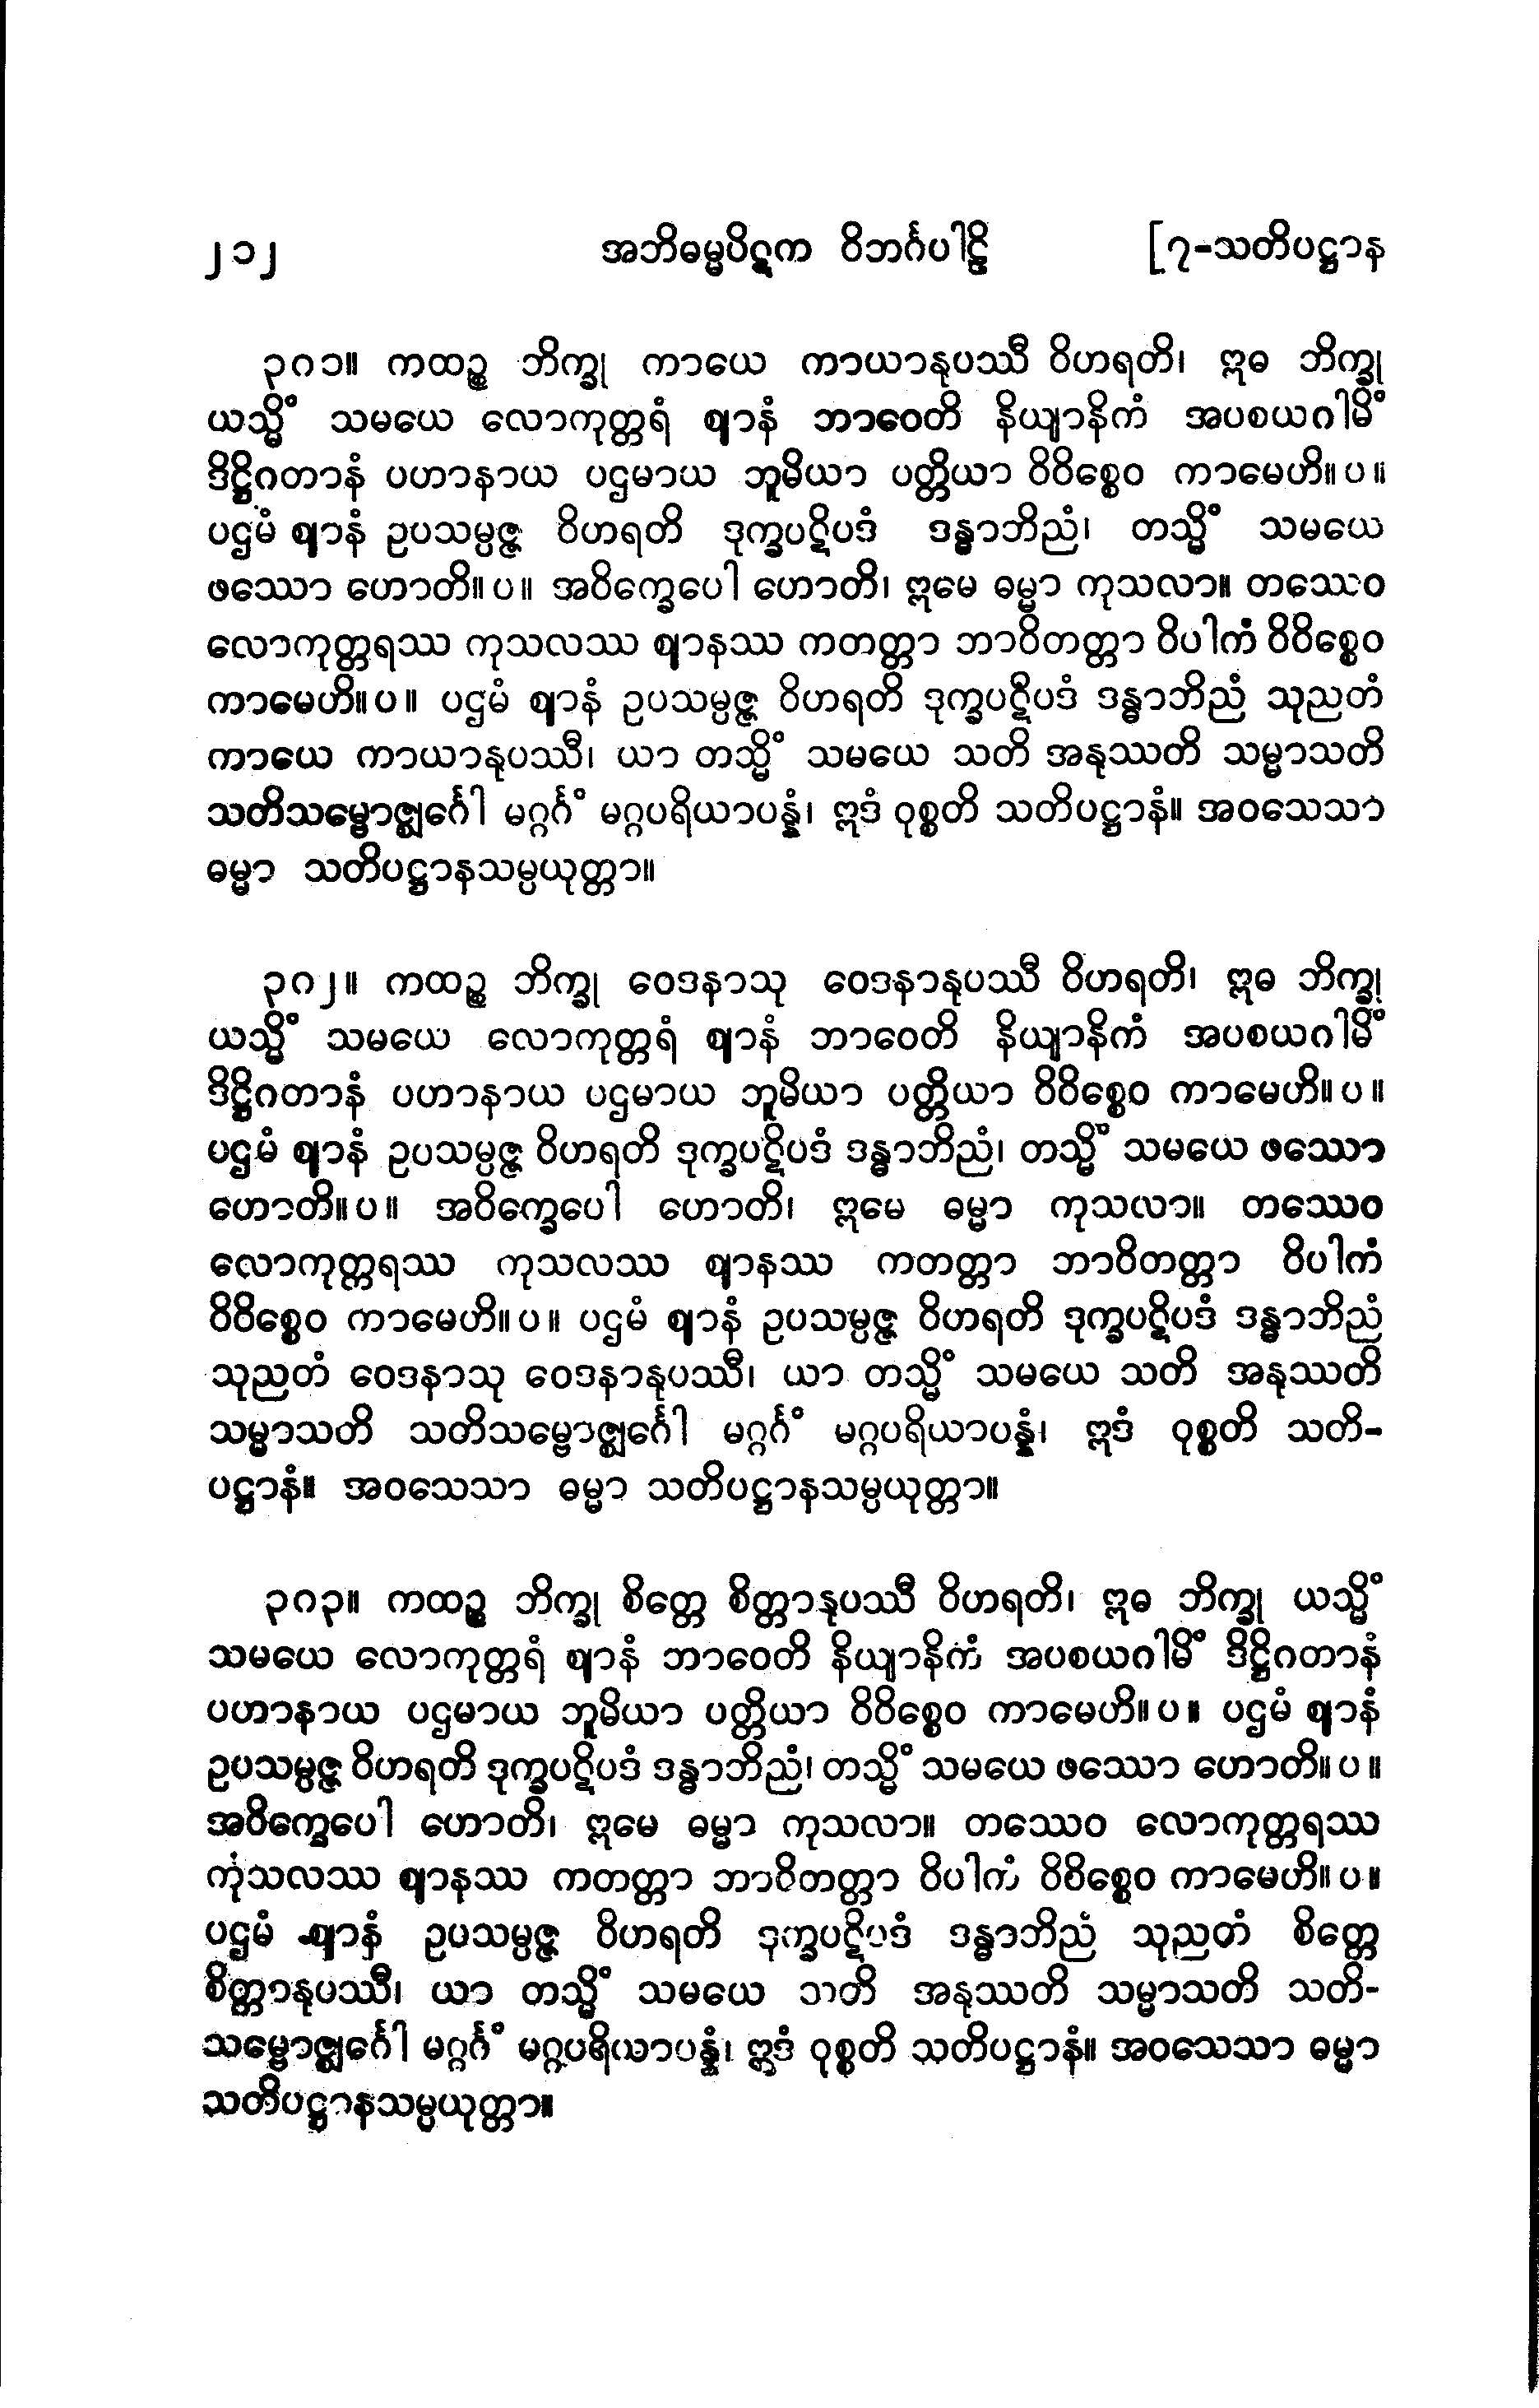 ၂၁၂ အဘိဓမ္မပိဋက ဝိဘင်္ဂပါဠိ [၇-သတိပဋ္ဌာန
၃၈၁။ ကထဉ္စ ဘိက္ခု ကာယေ ကာယာနုပဿီ ဝိဟရတိ၊ ဣဓ ဘိက္ခု
ယသ္မိံ သမယေ လောကုတ္တရံ ဈာနံ ဘာဝေတိ နိယျာနိကံ အပစယဂါမိံ
ဒိဋ္ဌိဂတာနံ ပဟာနာယ ပဌမာယ ဘူမိယာ ပတ္တိယာ ဝိဝိစ္စေဝ ကာမေဟိ။ပ။
ပဌမံ ဈာနံ ဥပသမ္ပဇ္ဇ ဝိဟရတိ ဒုက္ခပဋိပဒံ ဒန္ဓာဘိညံ၊ တသ္မိံ သမယေ
ဖဿော ဟောတိ။ပ။ အဝိက္ခေပေါ ဟောတိ၊ ဣမေ ဓမ္မာ ကုသလာ။ တဿေဝ
လောကုတ္တရဿ ကုသလဿ ဈာနဿ ကတတ္တာ ဘာဝိတတ္တာ ဝိပါကံ ဝိဝိစ္စေဝ
ကာမေဟိ။ပ။ ပဌမံ ဈာနံ ဥပသမ္ပဇ္ဇ ဝိဟရတိ ဒုက္ခပဋိပဒံ ဒန္ဓာဘိညံ သုညတံ
ကာယေ ကာယာနုပဿီ၊ ယာ တသ္မိံ သမယေ သတိ အနုဿတိ သမ္မာသတိ
သတိသမ္ဗောဇ္ဈင်္ဂေါ မဂ္ဂင်္ဂံ မဂ္ဂပရိယာပန္နံ၊ ဣဒံ ဝုစ္စတိ သတိပဋ္ဌာနံ။ အဝသေသာ
ဓမ္မာ သတိပဋ္ဌာနသမ္ပယုတ္တာ။
၃၈၂။ ကထဉ္စ ဘိက္ခု ဝေဒနာသု ဝေဒနာနုပဿီ ဝိဟရတိ၊ ဣဓ ဘိက္ခု
ယသ္မိံ သမယေ လောကုတ္တရံ ဈာနံ ဘာဝေတိ နိယျာနိကံ အပစယဂါမိံ
ဒိဋ္ဌိဂတာနံ ပဟာနာယ ပဌမာယ ဘူမိယာ ပတ္တိယာ ဝိဝိစ္စေဝ ကာမေဟိ။ပ။
ပဌမံ ဈာနံ ဥပသမ္ပဇ္ဇ ဝိဟရတိ ဒုက္ခပဋိပဒံ ဒန္ဓာဘိညံ၊ တသ္မိံ သမယေ ဖဿော
ဟောတိ။ပ။ အဝိက္ခေပေါ ဟောတိ၊ ဣမေ ဓမ္မာ ကုသလာ။ တဿေဝ
လောကုတ္တရဿ ကုသလဿ ဈာနဿ ကတတ္တာ ဘာဝိတတ္တာ ဝိပါကံ
ဝိဝိစ္စေဝ ကာမေဟိ။ပ။ ပဌမံ ဈာနံ ဥပသမ္ပဇ္ဇ ဝိဟရတိ ဒုက္ခပဋိပဒံ ဒန္ဓာဘိညံ
သုညတံ ဝေဒနာသု ဝေဒနာနုပဿီ၊ ယာ တသ္မိံ သမယေ သတိ အနုဿတိ
သမ္မာသတိ သတိသမ္ဗောဇ္ဈင်္ဂေါ မဂ္ဂင်္ဂံ မဂ္ဂပရိယာပန္နံ၊ ဣဒံ ဝုစ္စတိ သတိ-
ပဋ္ဌာနံ။ အဝသေသာ ဓမ္မာ သတိပဋ္ဌာနသမ္ပယုတ္တာ။
၃၈၃။ ကထဉ္စ ဘိက္ခု စိတ္တေ စိတ္တာနုပဿီ ဝိဟရတိ၊ ဣဓ ဘိက္ခု ယသ္မိံ
သမယေ လောကုတ္တရံ ဈာနံ ဘာဝေတိ နိယျာနိကံ အပစယဂါမိံ ဒိဋ္ဌိဂတာနံ
ပဟာနာယ ပဌမာယ ဘူမိယာ ပတ္တိယာ ဝိဝိစ္စေဝ ကာမေဟိ။ပ။ ပဌမံ ဈာနံ
ဥပသမ္ပဇ္ဇ ဝိဟရတိ ဒုက္ခပဋိပဒံ ဒန္ဓာဘိညံ၊ တသ္မိံ သမယေ ဖဿော ဟောတိ။ပ။
အဝိက္ခေပေါ ဟောတိ၊ ဣမေ ဓမ္မာ ကုသလာ။ တဿေဝ လောကုတ္တရဿ
ကုသလဿ ဈာနဿ ကတတ္တာ ဘာဝိတတ္တာ ဝိပါကံ ဝိဝိစ္စေဝ ကာမေဟိ။ပ။
ပဌမံ ဈာနံ ဥပသမ္ပဇ္ဇ ဝိဟရတိ ဒုက္ခပဋိပဒံ ဒန္ဓာဘိညံ သုညတံ စိတ္တေ
စိတ္တာနုပဿီ၊ ယာ တသ္မိံ သမယေ သတိ အနုဿတိ သမ္မာသတိ သတိ-
သမ္ဗောဇ္ဈင်္ဂေါ မဂ္ဂင်္ဂံ မဂ္ဂပရိယာပန္နံ၊ ဣဒံ ဝုစ္စတိ သတိပဋ္ဌာနံ။ အဝသေသာ ဓမ္မာ
သတိပဋ္ဌာနသမ္ပယုတ္တာ။